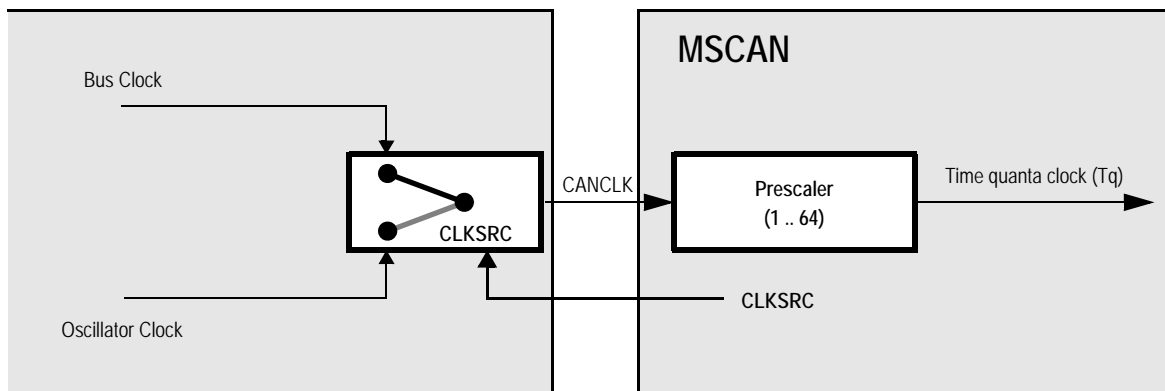 MSCAN
Bus Clock
CANCLK
Prescaler
(1 .. 64)
Time quanta clock (Tq)
CLKSRC
CLKSRC
Oscillator Clock